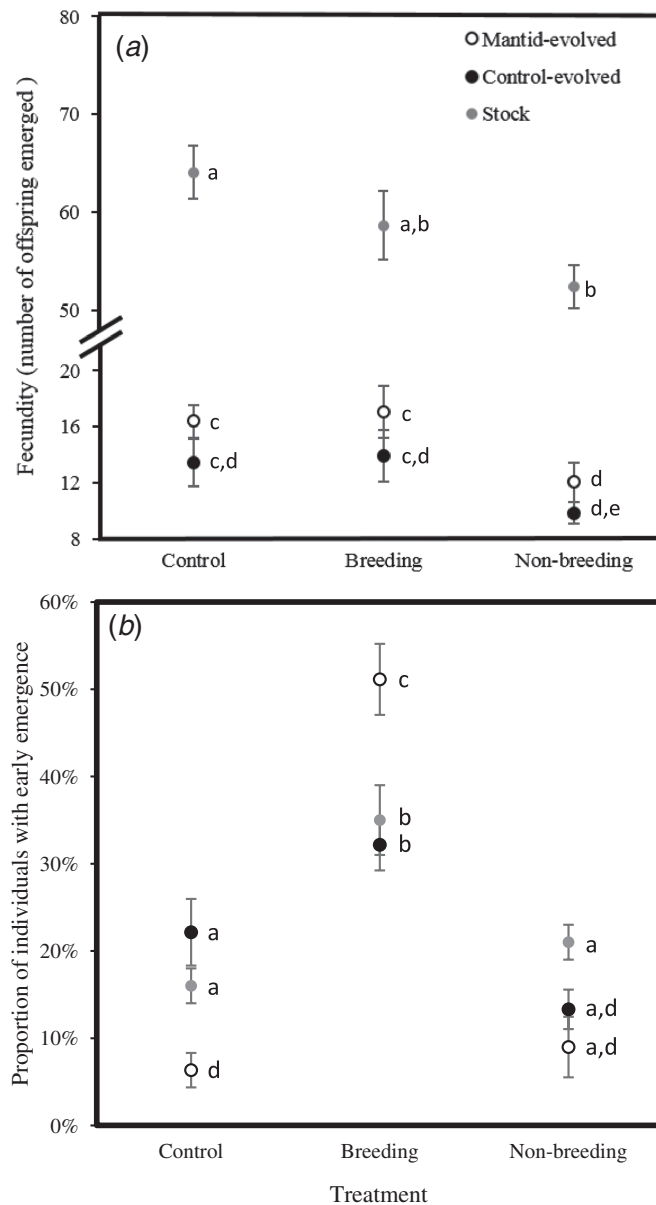 (a)
Mantid-evolved
Control-evolved
Stock
Fecundity (number of offspring emerged )
80
70
60
50
20
16
12
8
a
a,b
b
c
c,d
c
c,d
d
d,e
Control
Breeding
Non-breeding
(b)
Proportion of individuals with early emergence
60%
50%
40%
30%
20%
10%
0%
a
a
d
c
b
b
a
a,d
a,d
Control
Breeding
Non-breeding
Treatment